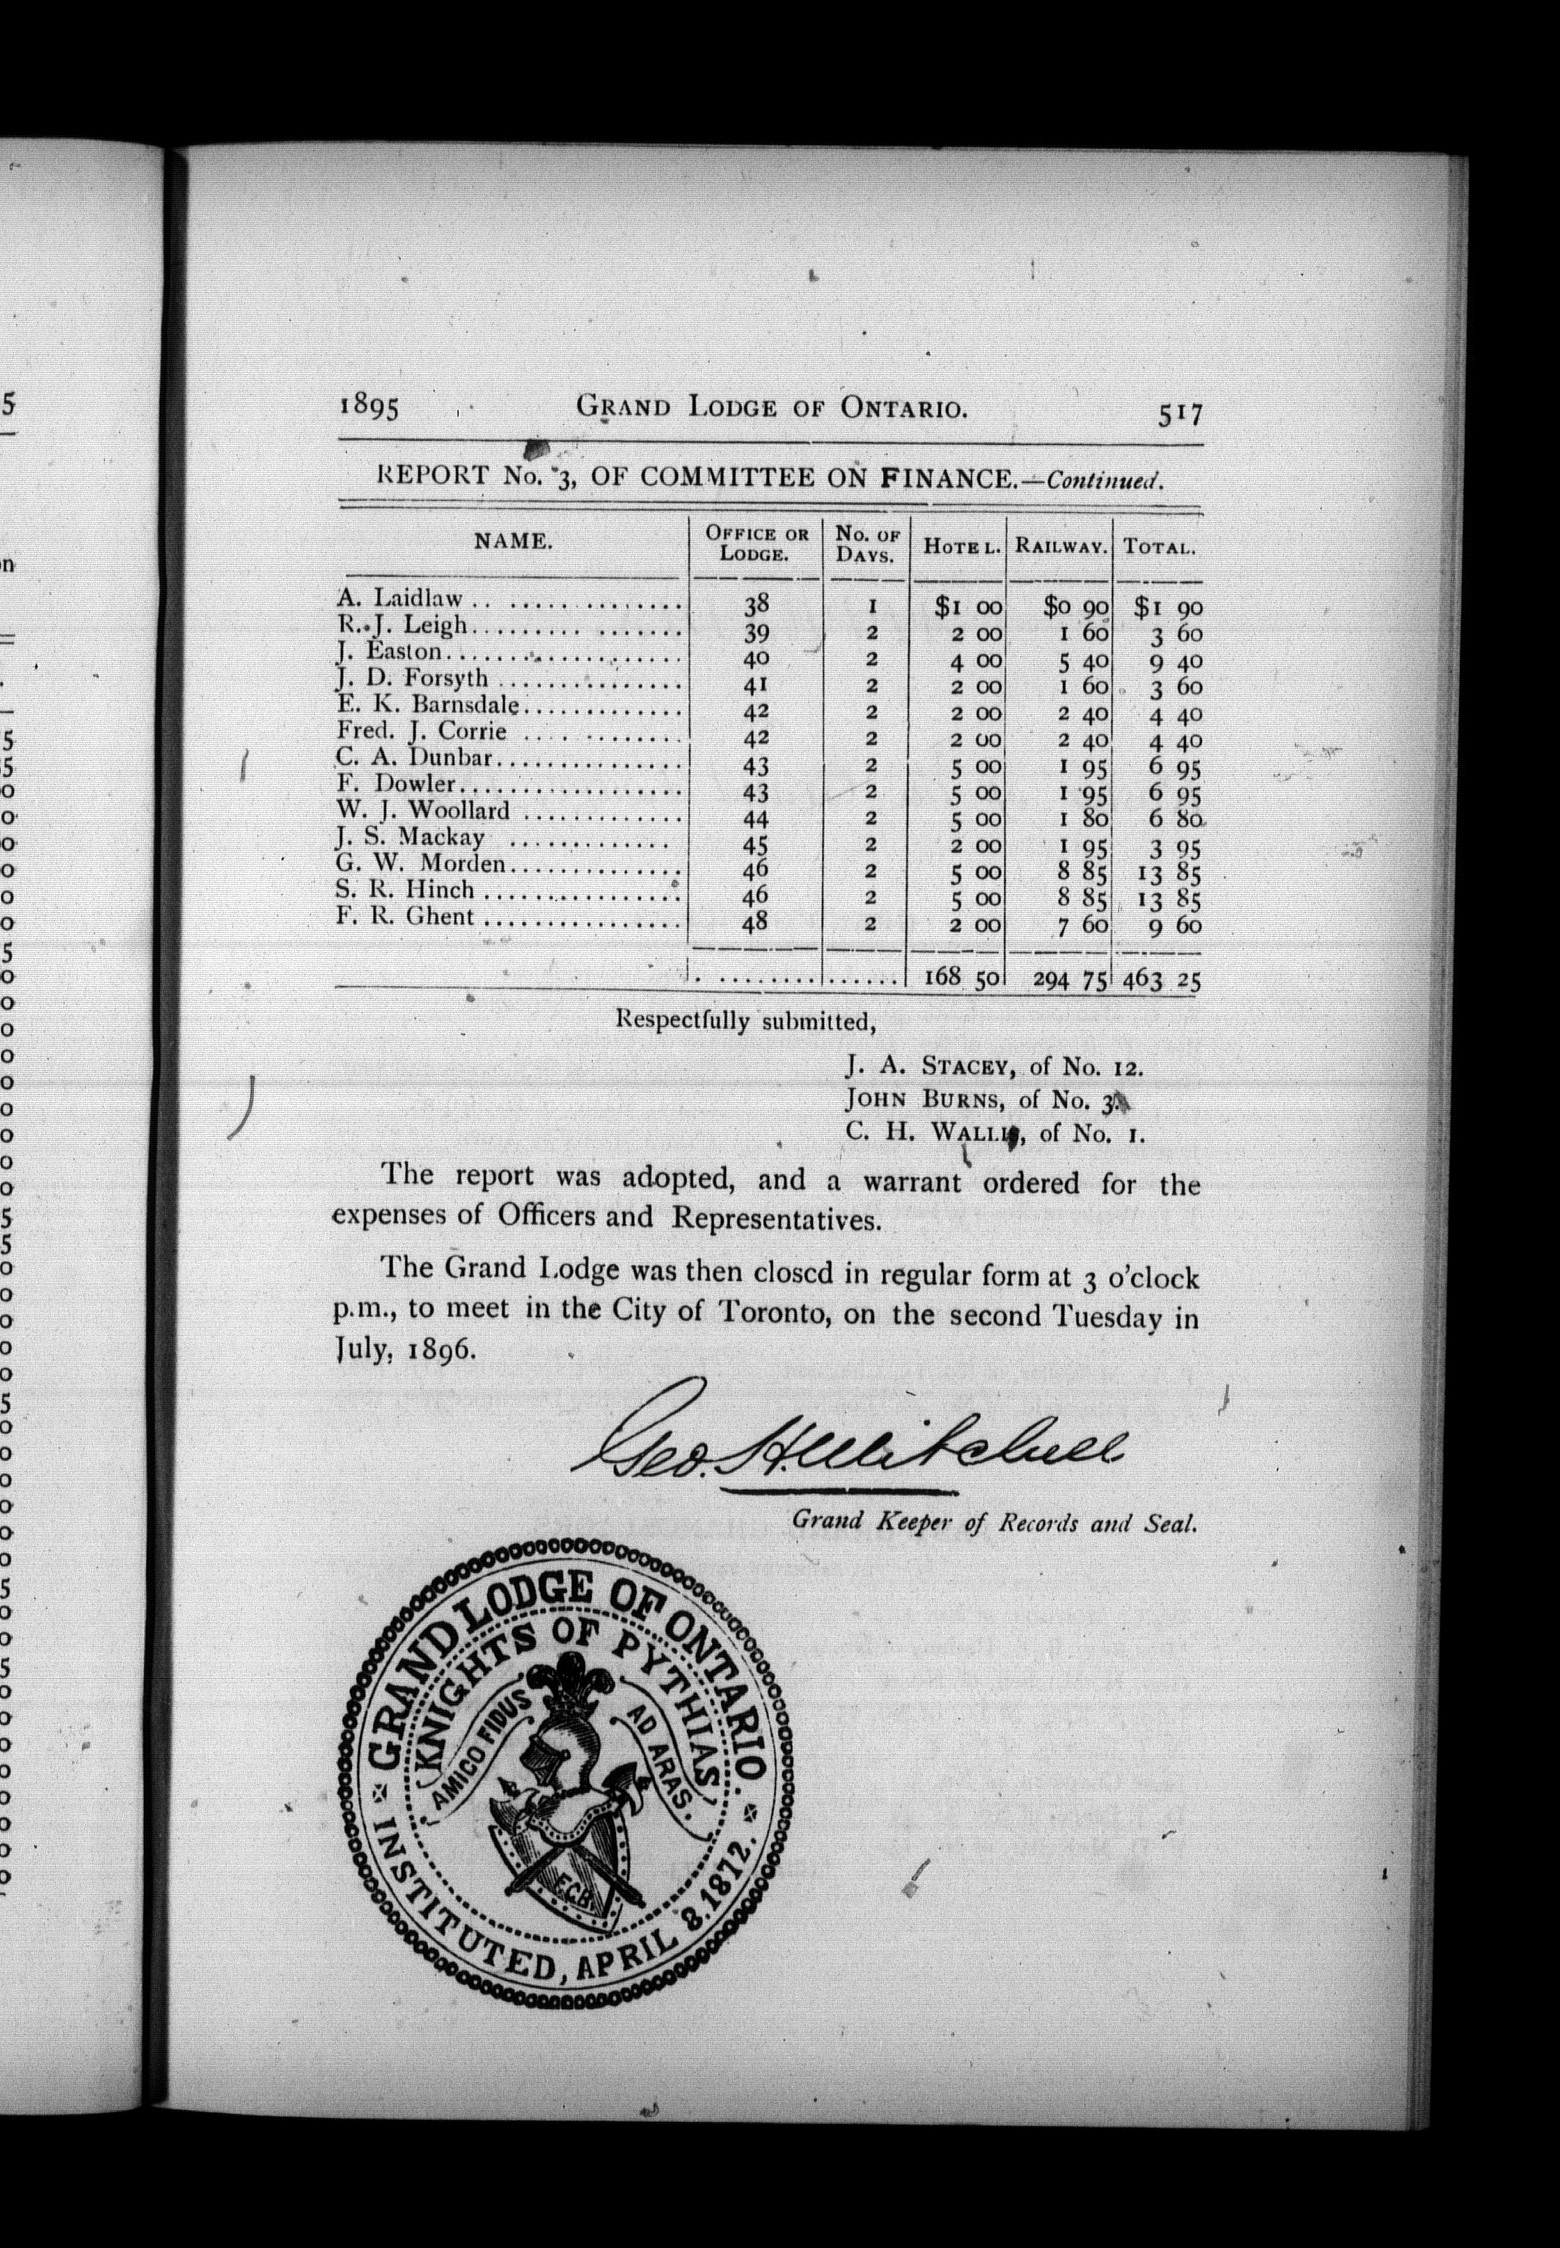 1895 GRAND LODGE OF ONTARIO. 517
REPORT No. 3, OF COMMITTEE ON FINANCE.—Continued.
NAME. OFFICE OR LODGE. No. OF DAYS. HOTEL. RAILWAY. TOTAL.
A. Laidlaw 38 1 $1 00 $0 90 $1 90
R. J. Leigh 39 2 2 00 1 60 3 60
J. Easton 40 2 4 00 5 40 9 40
J. D. Forsyth 41 2 2 00 1 60 3 60
E. K. Barnsdale 42 2 2 00 2 40 4 40
Fred. J. Corrie 42 2 2 00 2 40 4 40
C. A. Dunbar 43 2 5 00 1 95 6 95
F. Dowler 43 2 5 00 1 95 6 95
W. J. Woollard 44 2 5 00 1 80 6 80
J. S. Mackay 45 2 2 00 1 95 3 95
G. W. Morden 46 2 5 00 8 85 13 85
S. R. Hinch 46 2 5 00 8 85 13 85
F. R. Ghent 48 2 2 00 7 60 9 60
168 50 294 75 463 25
Respectfully submitted,
J. A. STACEY, of No. 12.
JOHN BURNS, of No. 3.
C. H. WALLIS, of No. 1.
The report was adopted, and a warrant ordered for the
expenses of Officers and Representatives.
The Grand Lodge was then closed in regular form at 3 o'clock
p.m., to meet in the City of Toronto, on the second Tuesday in
July, 1896.
Geo. H. Mitchell
Grand Keeper of Records and Seal.
GRAND LODGE OF ONTARIO.
KNIGHTS OF PYTHIAS
AMICO FIDUS AD ARAS.
F.C.B.
INSTITUTED, APRIL 8. 1872.